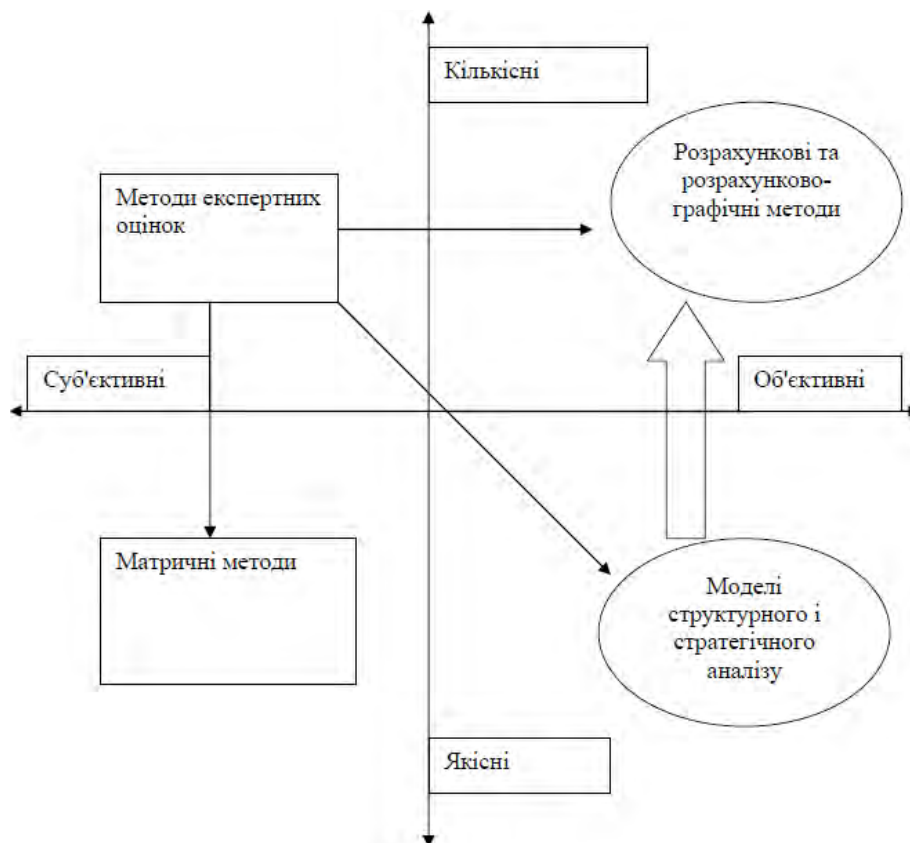 Кількісні
Розрахункові та
розрахунково-
графічні методи
Методи експертних
оцінок
Суб'єктивні
Об'єктивні
Матричні методи
Моделі
структурного і
стратегічного
аналізу
Якісні